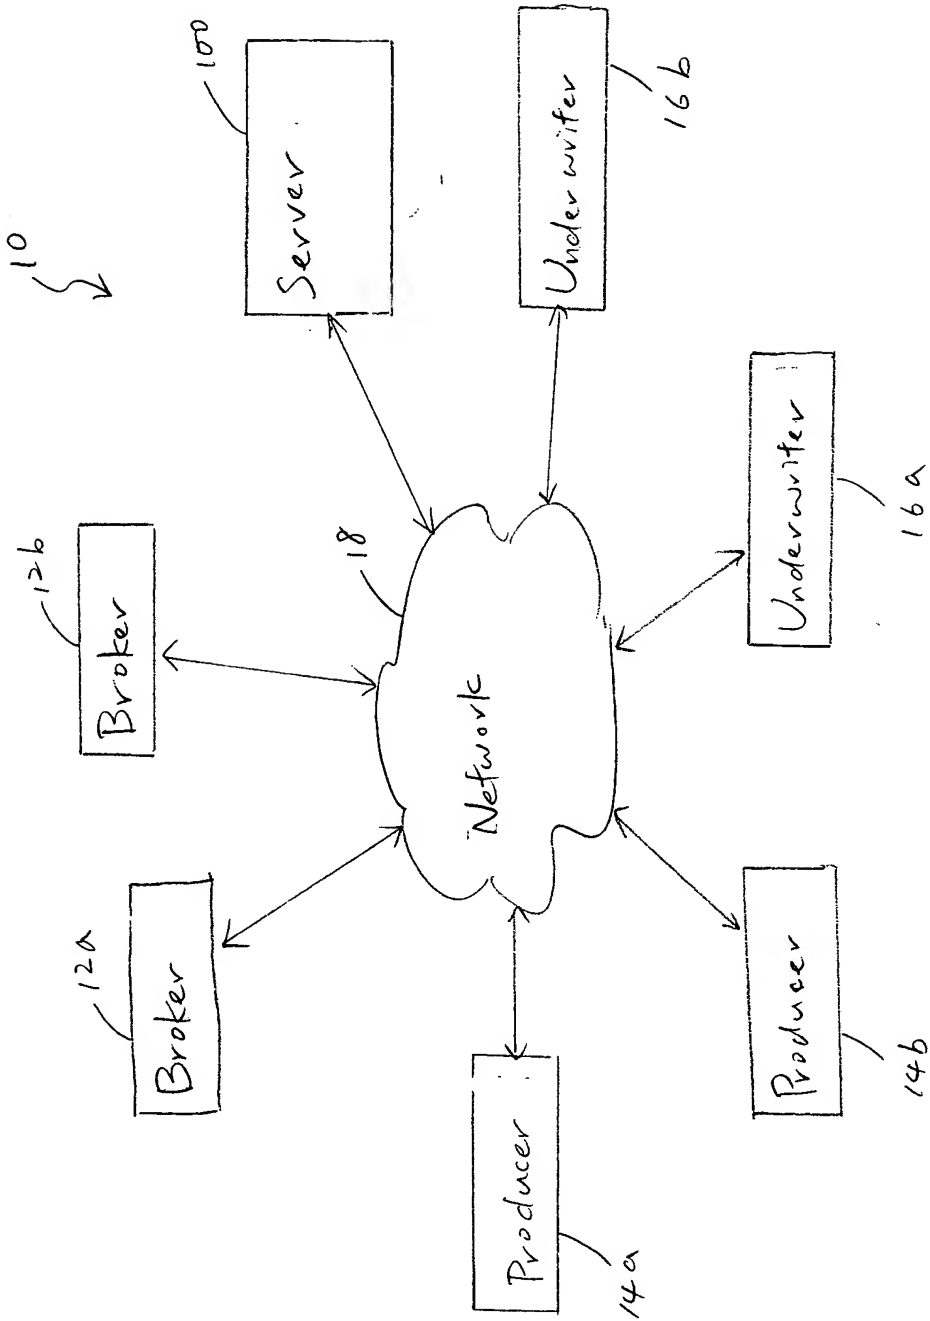 10
12b
12a
Broker
Broker
100
Server
18
Network
Producer
Underwriter
14a
16b
Producer
Underwriter
14b
16a